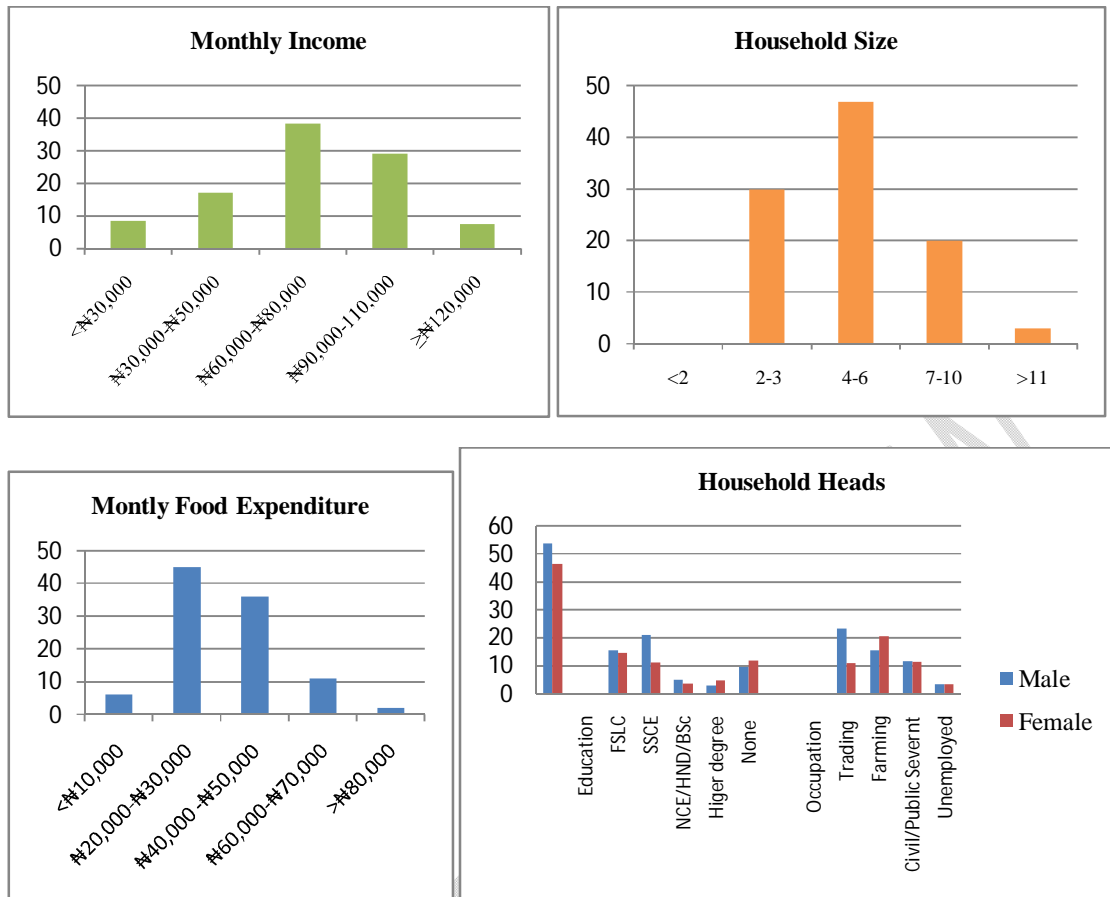 Monthly Income
50
40
30
20
10
0
<₦30,000
₦30,000-₦50,000
₦60,000-₦80,000
₦90,000-110,000
≥₦120,000
Household Size
50
40
30
20
10
0
<2
2-3
4-6
7-10
>11
Montly Food Expenditure
50
40
30
20
10
0
<₦10,000
₦20,000-₦30,000
₦40,000 -₦50,000
₦60,000-₦70,000
>₦80,000
Household Heads
60
50
40
30
20
10
0
Education
FSLC
SSCE
NCE/HND/BSc
Higer degree
None
Occupation
Trading
Farming
Civil/Public Severnt
Unemployed
Male
Female